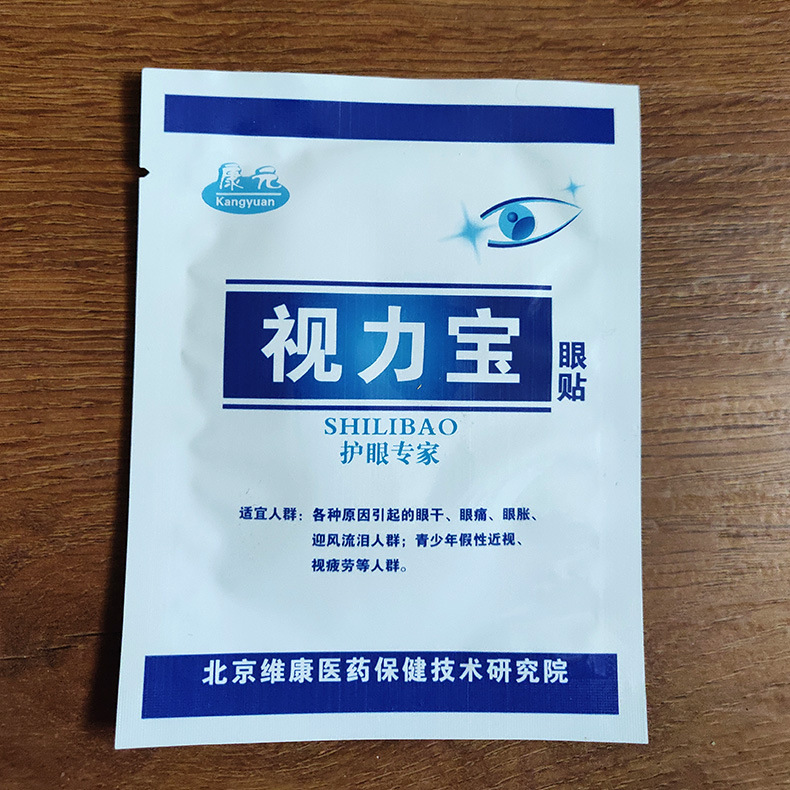 康元
Kangyuan
视力宝
眼贴
SHILIBAO
护眼专家
适宜人群：各种原因引起的眼干、眼痛、眼胀、
迎风流泪人群；青少年假性近视、
视疲劳等人群。
北京维康医药保健技术研究院